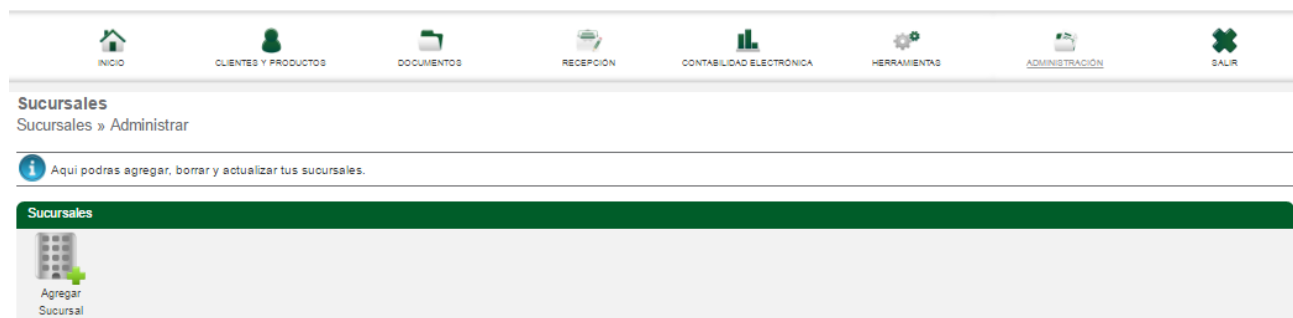 INICIO
CLIENTES Y PRODUCTOS
DOCUMENTOS
RECEPCIÓN
CONTABILIDAD ELECTRÓNICA
HERRAMIENTAS
ADMINISTRACIÓN
SALIR
Sucursales
Sucursales » Administrar
Aqui podras agregar, borrar y actualizar tus sucursales.
Sucursales
Agregar
Sucursal